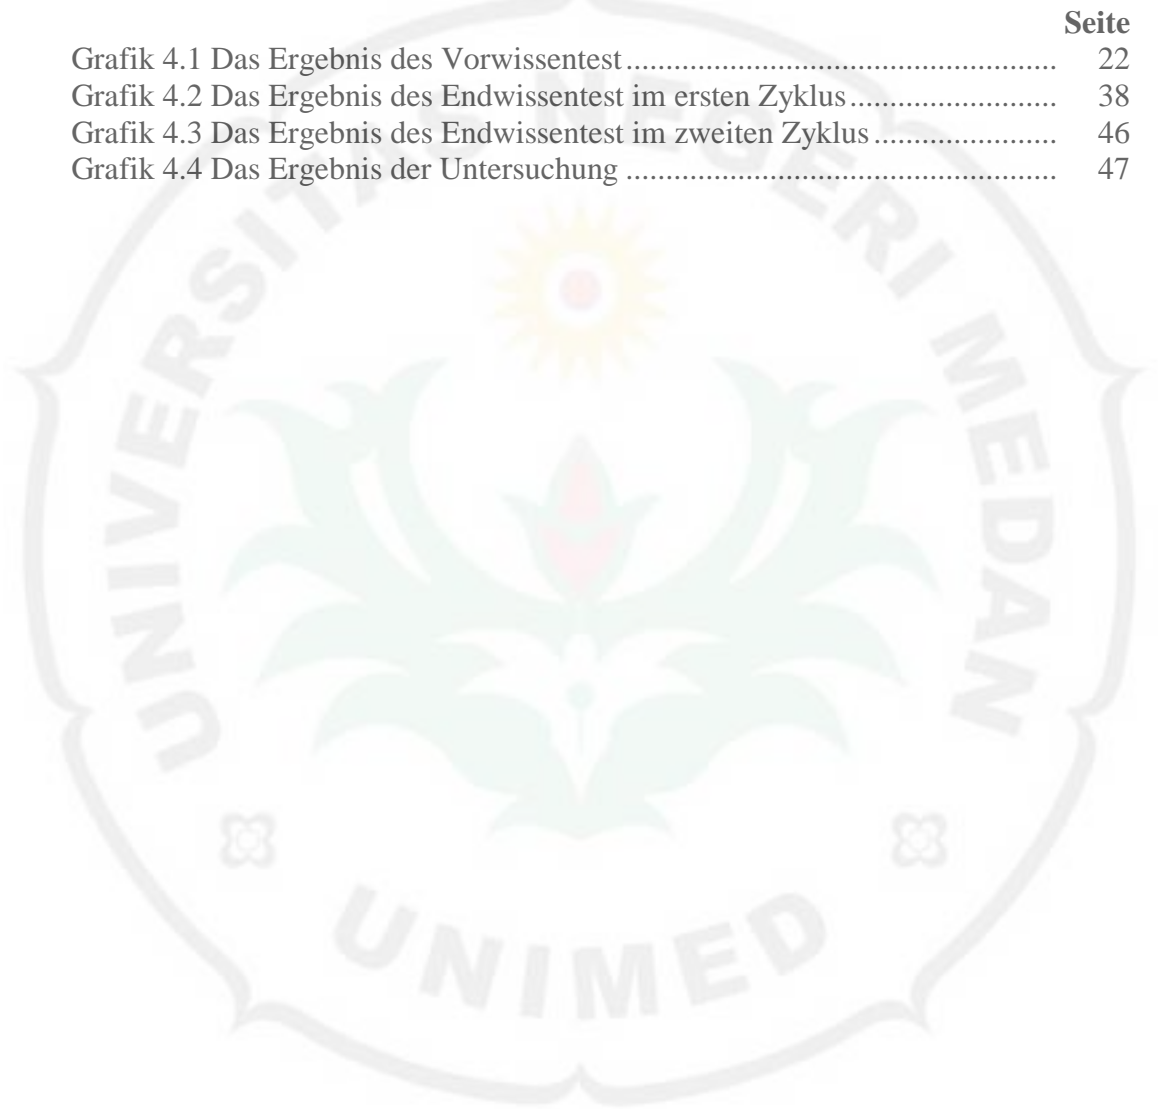 Seite
Grafik 4.1 Das Ergebnis des Vorwissentest ...................................................... 22
Grafik 4.2 Das Ergebnis des Endwissentest im ersten Zyklus .......................... 38
Grafik 4.3 Das Ergebnis des Endwissentest im zweiten Zyklus ....................... 46
Grafik 4.4 Das Ergebnis der Untersuchung ...................................................... 47
UNIVERSITAS NEGERI MEDAN
UNIMED